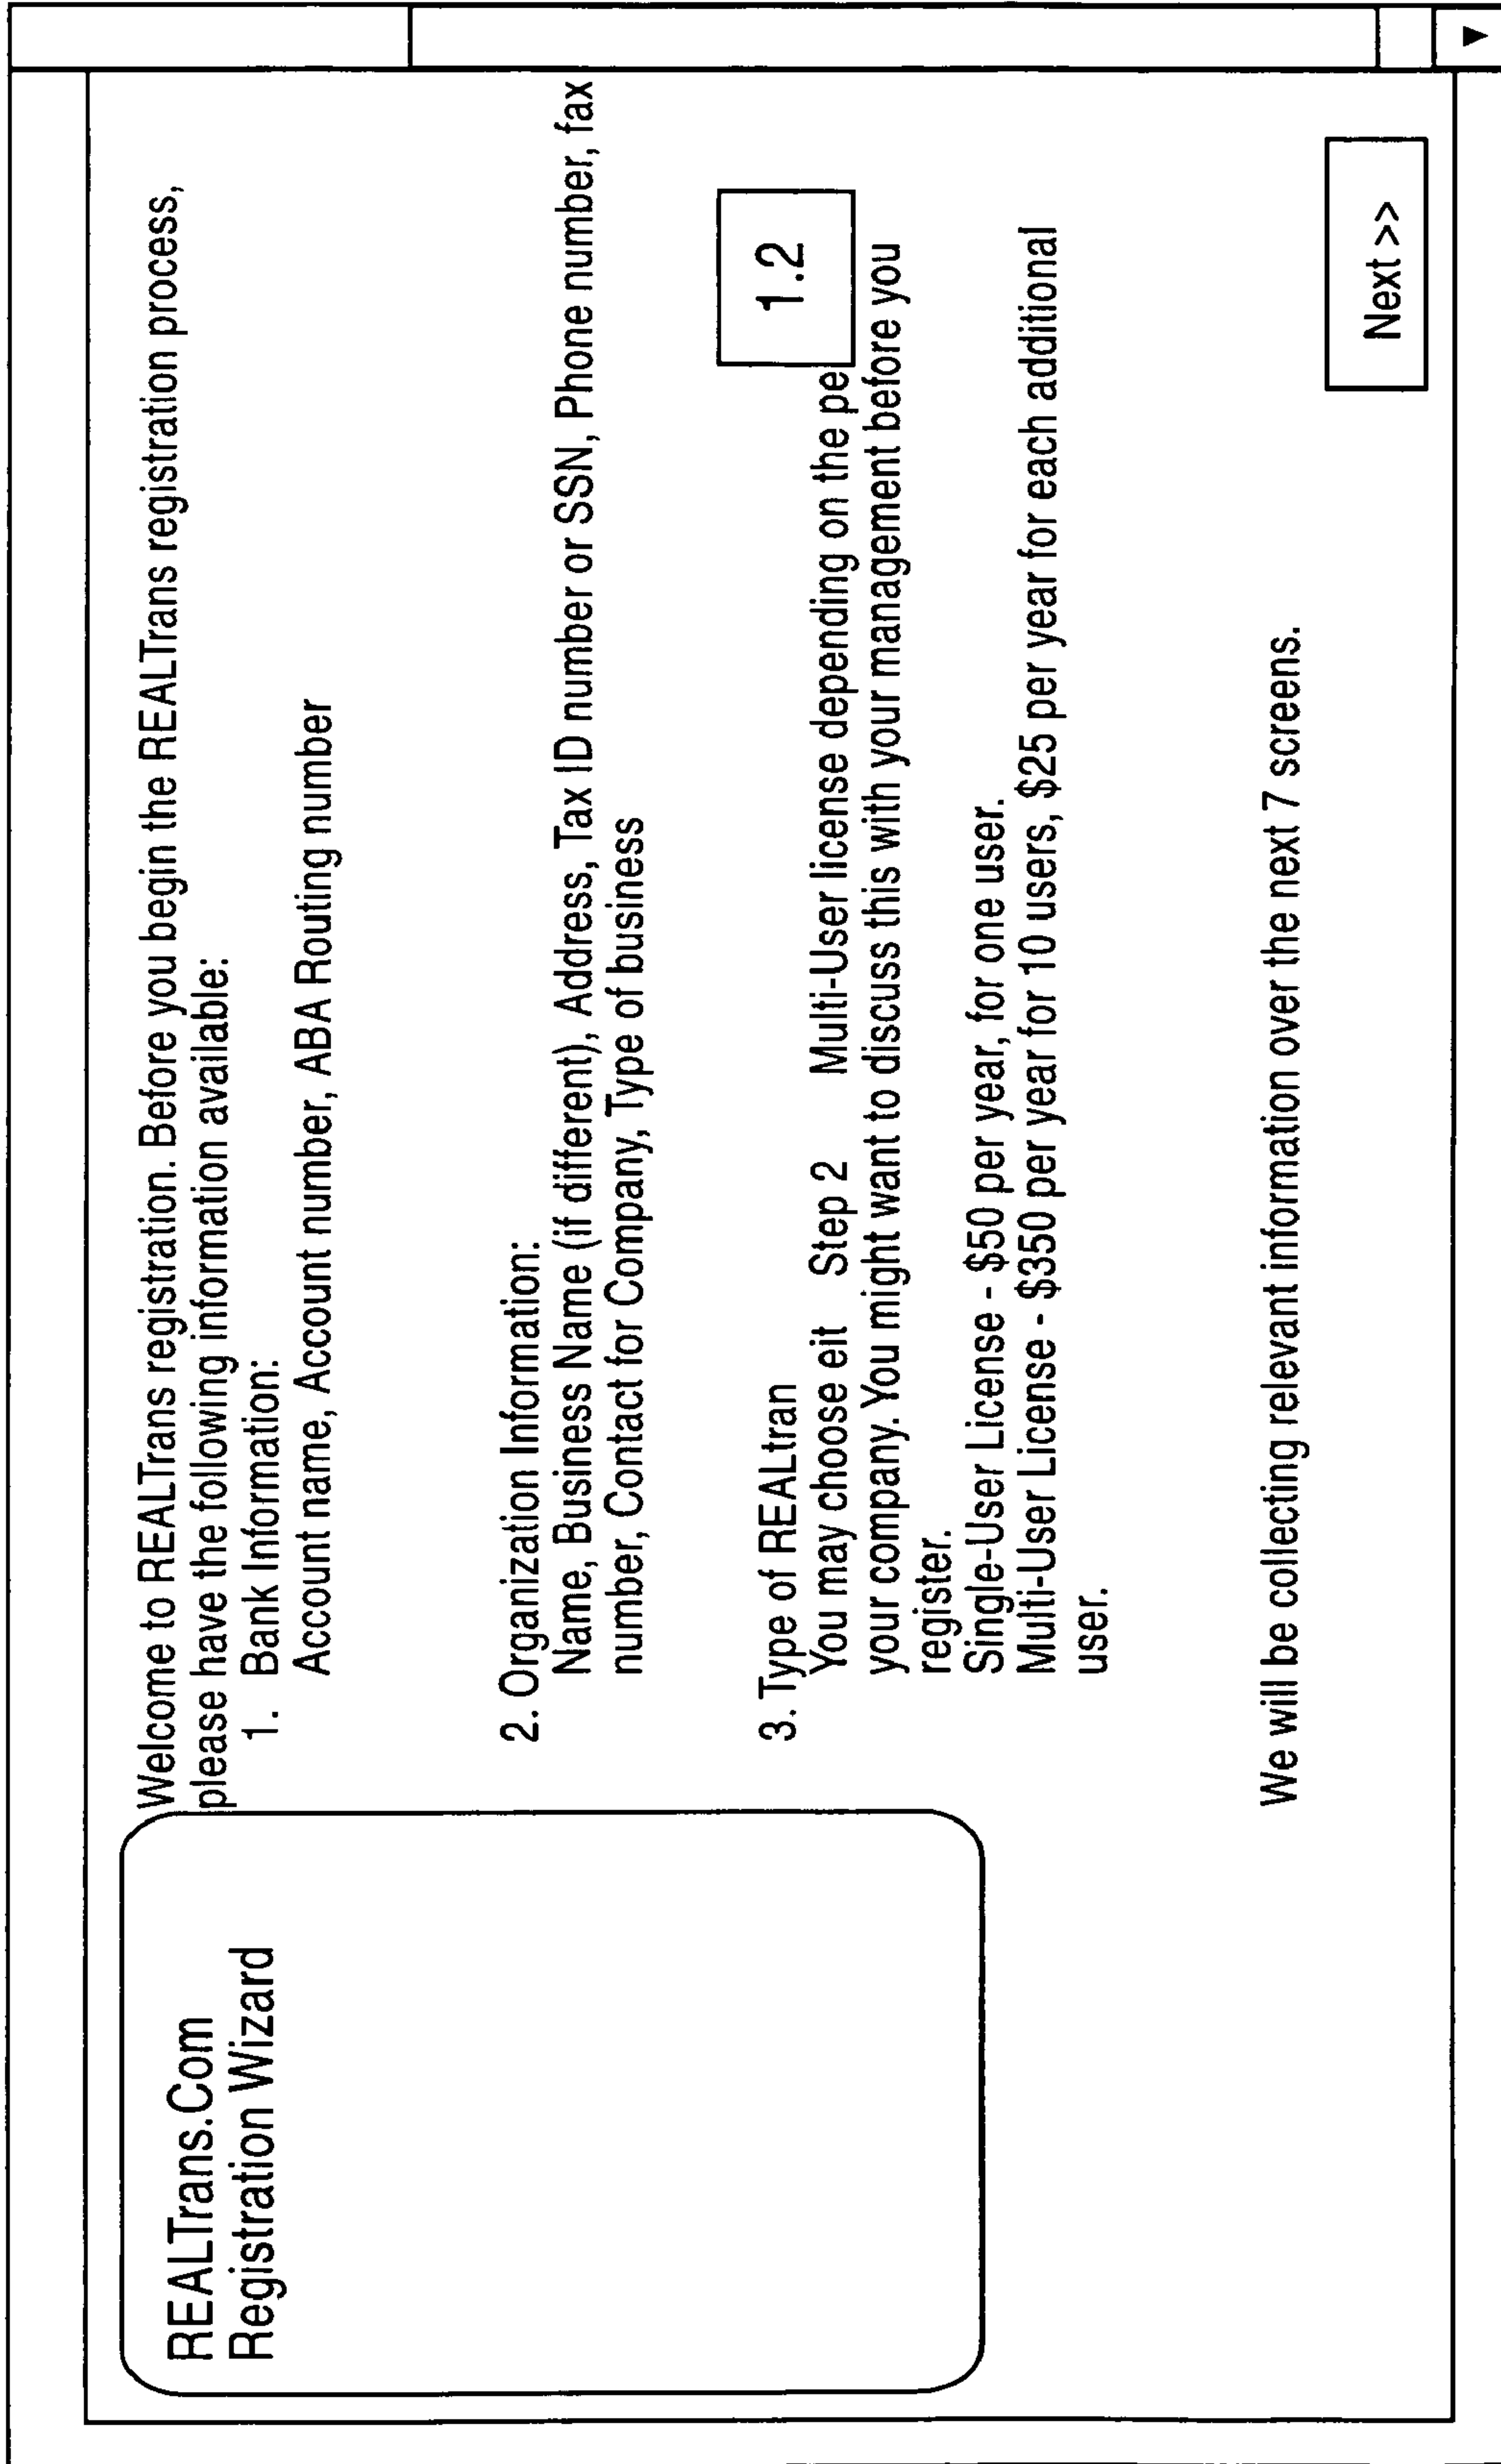 REALTrans.Com
Registration Wizard
Welcome to REALTrans registration. Before you begin the REALTrans registration process,
please have the following information available:
1. Bank Information:
Account name, Account number, ABA Routing number
2. Organization Information:
Name, Business Name (if different), Address, Tax ID number or SSN, Phone number, fax
number, Contact for Company, Type of business
3. Type of REALtran
1.2
You may choose eit Step 2 Multi-User license depending on the pe
your company. You might want to discuss this with your management before you
register.
Single-User License - $50 per year, for one user.
Multi-User License - $350 per year for 10 users, $25 per year for each additional
user.
We will be collecting relevant information over the next 7 screens.
Next >>